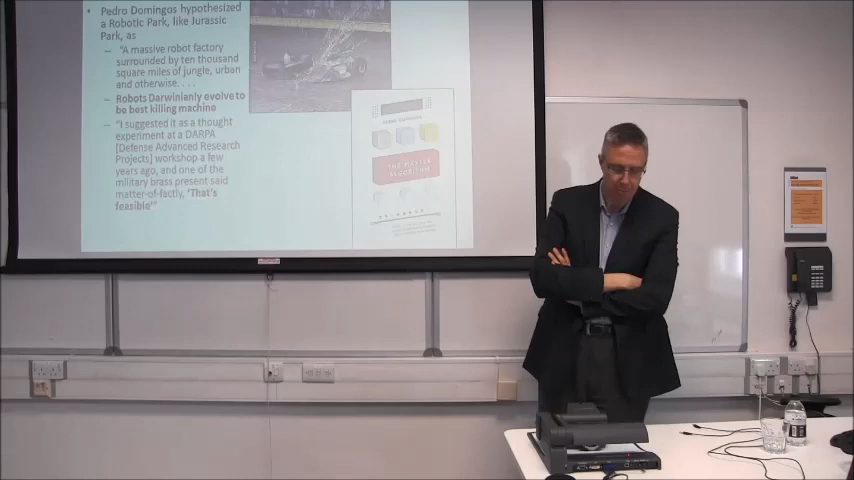 • Pedro Domingos hypothesized
a Robotic Park, like Jurassic
Park, as
– "A massive robot factory
surrounded by ten thousand
square miles of jungle, urban
and otherwise. . . .
– Robots Darwinianly evolve to
be best killing machine
– "I suggested it as a thought
experiment at a DARPA
[Defense Advanced Research
Projects] workshop a few
years ago, and one of the
military brass present said
matter-of-factly, 'That's
feasible'"
THE MASTER
ALGORITHM